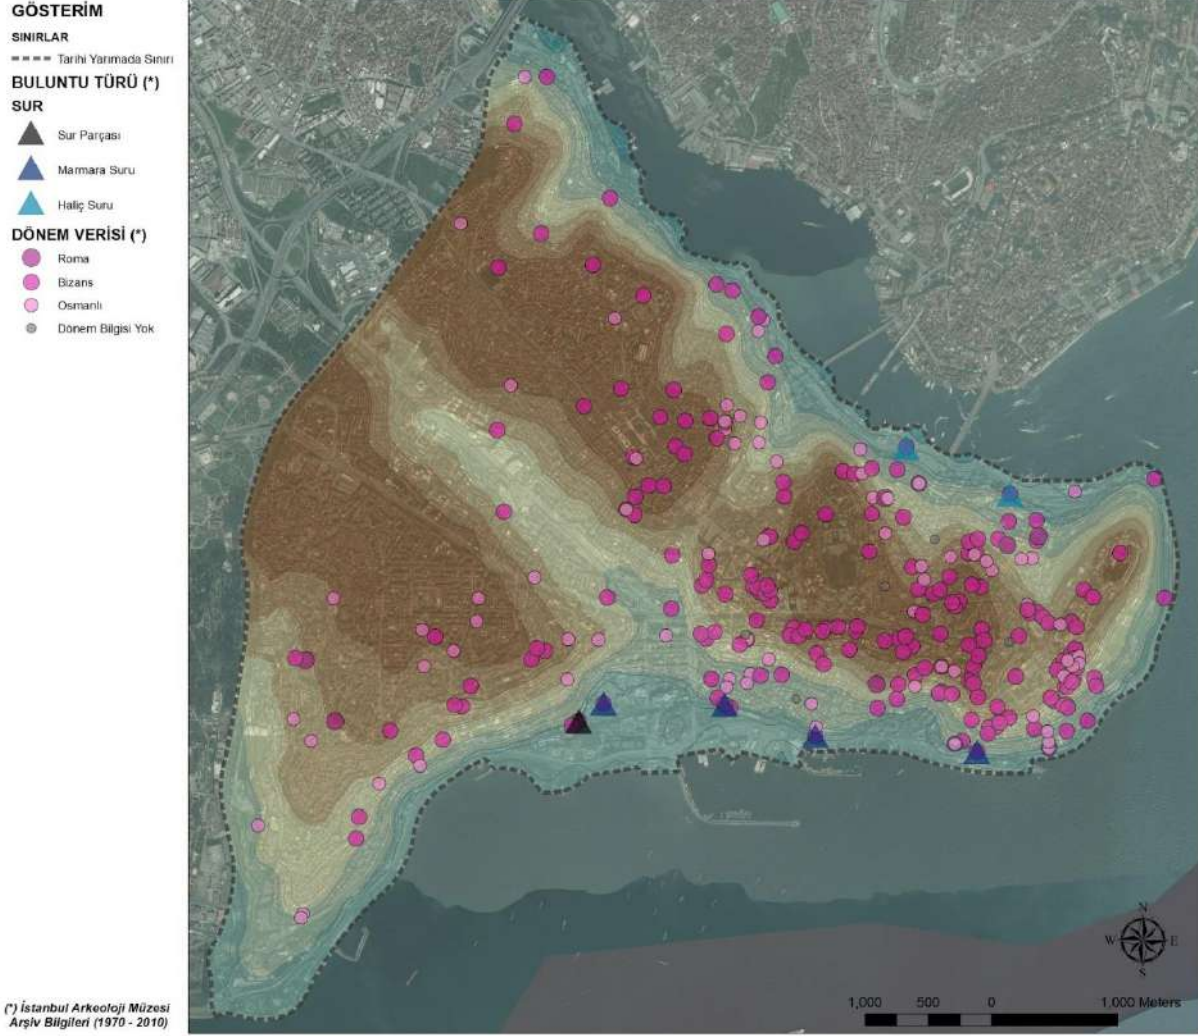 GÖSTERİM
SINIRLAR
Tarihi Yarımada Sınırı
BULUNTU TÜRÜ (*)
SUR
Sur Parçası
Marmara Suru
Haliç Suru
DÖNEM VERİSİ (*)
Roma
Bizans
Osmanlı
Dönem Bilgisi Yok
(*) İstanbul Arkeoloji Müzesi
Arşiv Bilgileri (1970 - 2010)
N
W E
S
1,000 500 0 1,000 Meters